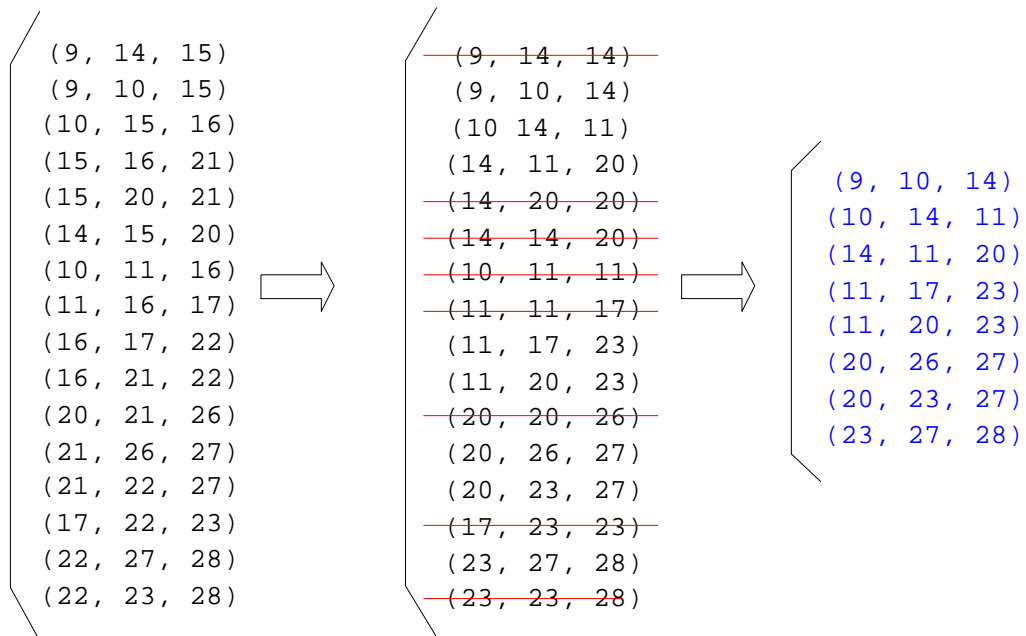 (9, 14, 15)
(9, 10, 15)
(10, 15, 16)
(15, 16, 21)
(15, 20, 21)
(14, 15, 20)
(10, 11, 16)
(11, 16, 17)
(16, 17, 22)
(16, 21, 22)
(20, 21, 26)
(21, 26, 27)
(21, 22, 27)
(17, 22, 23)
(22, 27, 28)
(22, 23, 28)
(9, 14, 14)
(9, 10, 14)
(10 14, 11)
(14, 11, 20)
(14, 20, 20)
(14, 14, 20)
(10, 11, 11)
(11, 11, 17)
(11, 17, 23)
(11, 20, 23)
(20, 20, 26)
(20, 26, 27)
(20, 23, 27)
(17, 23, 23)
(23, 27, 28)
(23, 23, 28)
(9, 10, 14)
(10, 14, 11)
(14, 11, 20)
(11, 17, 23)
(11, 20, 23)
(20, 26, 27)
(20, 23, 27)
(23, 27, 28)